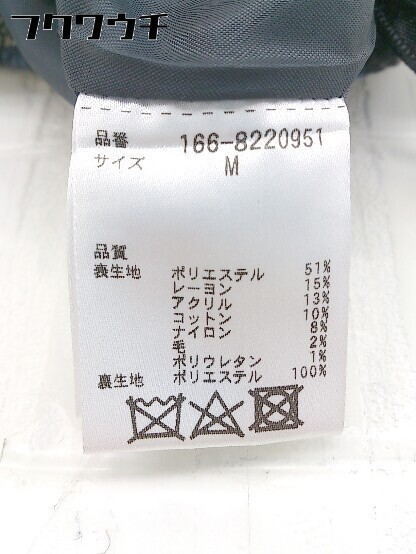 フクワウチ
品番 166-8220951
サイズ M
品質
表生地 ポリエステル 51%
レーヨン 15%
アクリル 13%
コットン 10%
ナイロン 8%
毛 2%
ポリウレタン 1%
裏生地 ポリエステル 100%